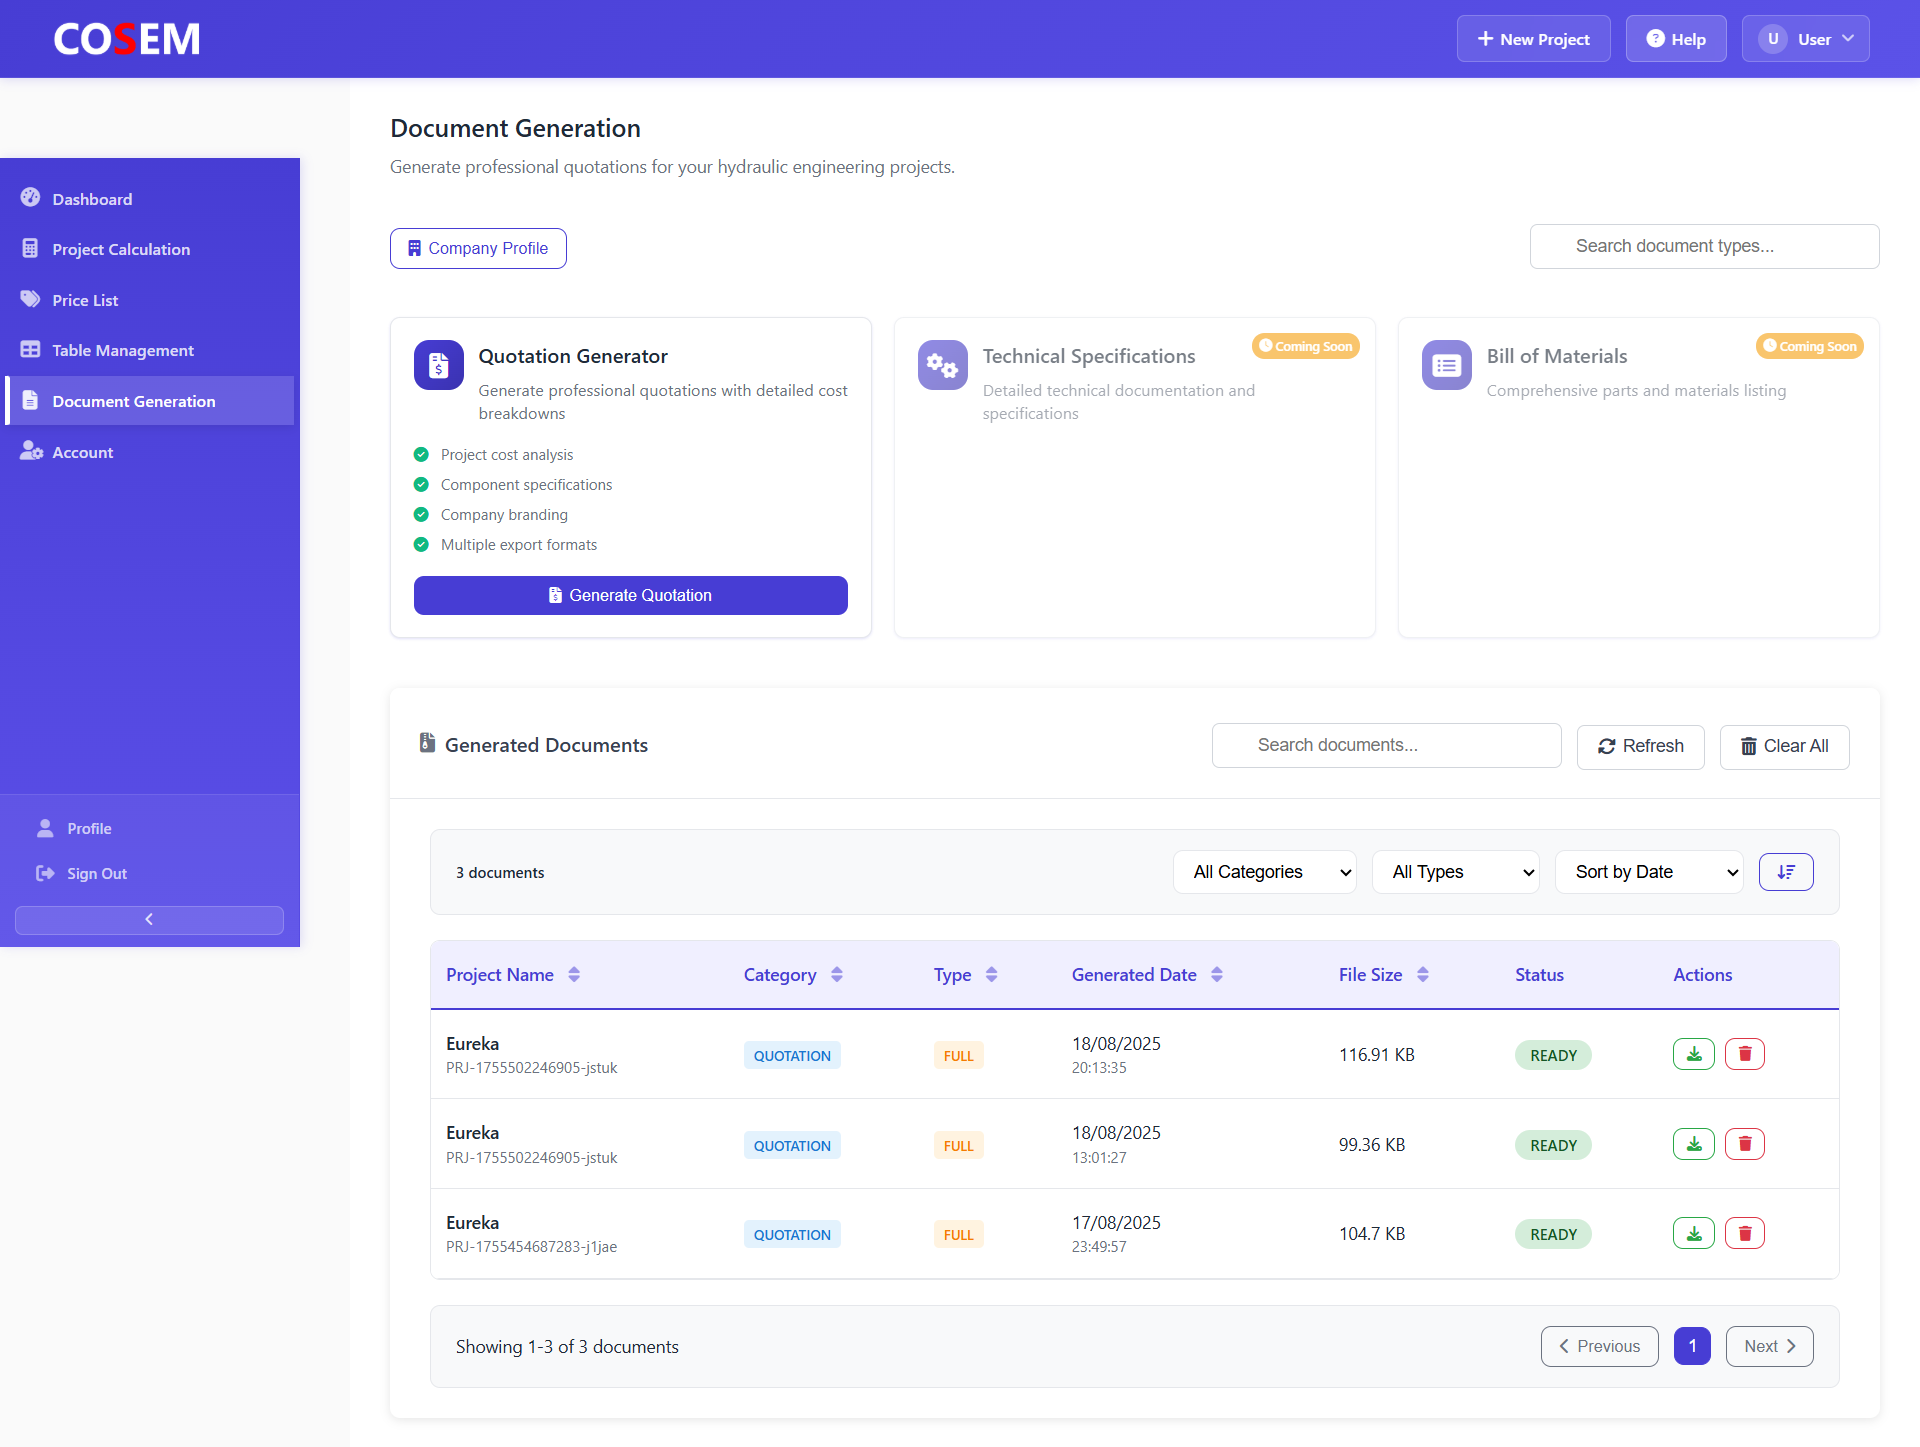 COSEM
New Project
Help
U User
Dashboard
Project Calculation
Price List
Table Management
Document Generation
Account
Profile
Sign Out
Document Generation
Generate professional quotations for your hydraulic engineering projects.
Company Profile
Search document types...
Quotation Generator
Generate professional quotations with detailed cost
breakdowns
Project cost analysis
Component specifications
Company branding
Multiple export formats
Generate Quotation
Technical Specifications
Coming Soon
Detailed technical documentation and
specifications
Bill of Materials
Coming Soon
Comprehensive parts and materials listing
Generated Documents
Search documents...
Refresh
Clear All
3 documents
All Categories
All Types
Sort by Date
Project Name Category Type Generated Date File Size Status Actions
Eureka
PRJ-1755502246905-jstuk
QUOTATION
FULL
18/08/2025
20:13:35
116.91 KB
READY
Eureka
PRJ-1755502246905-jstuk
QUOTATION
FULL
18/08/2025
13:01:27
99.36 KB
READY
Eureka
PRJ-1755454687283-j1jae
QUOTATION
FULL
17/08/2025
23:49:57
104.7 KB
READY
Showing 1-3 of 3 documents
Previous
1
Next